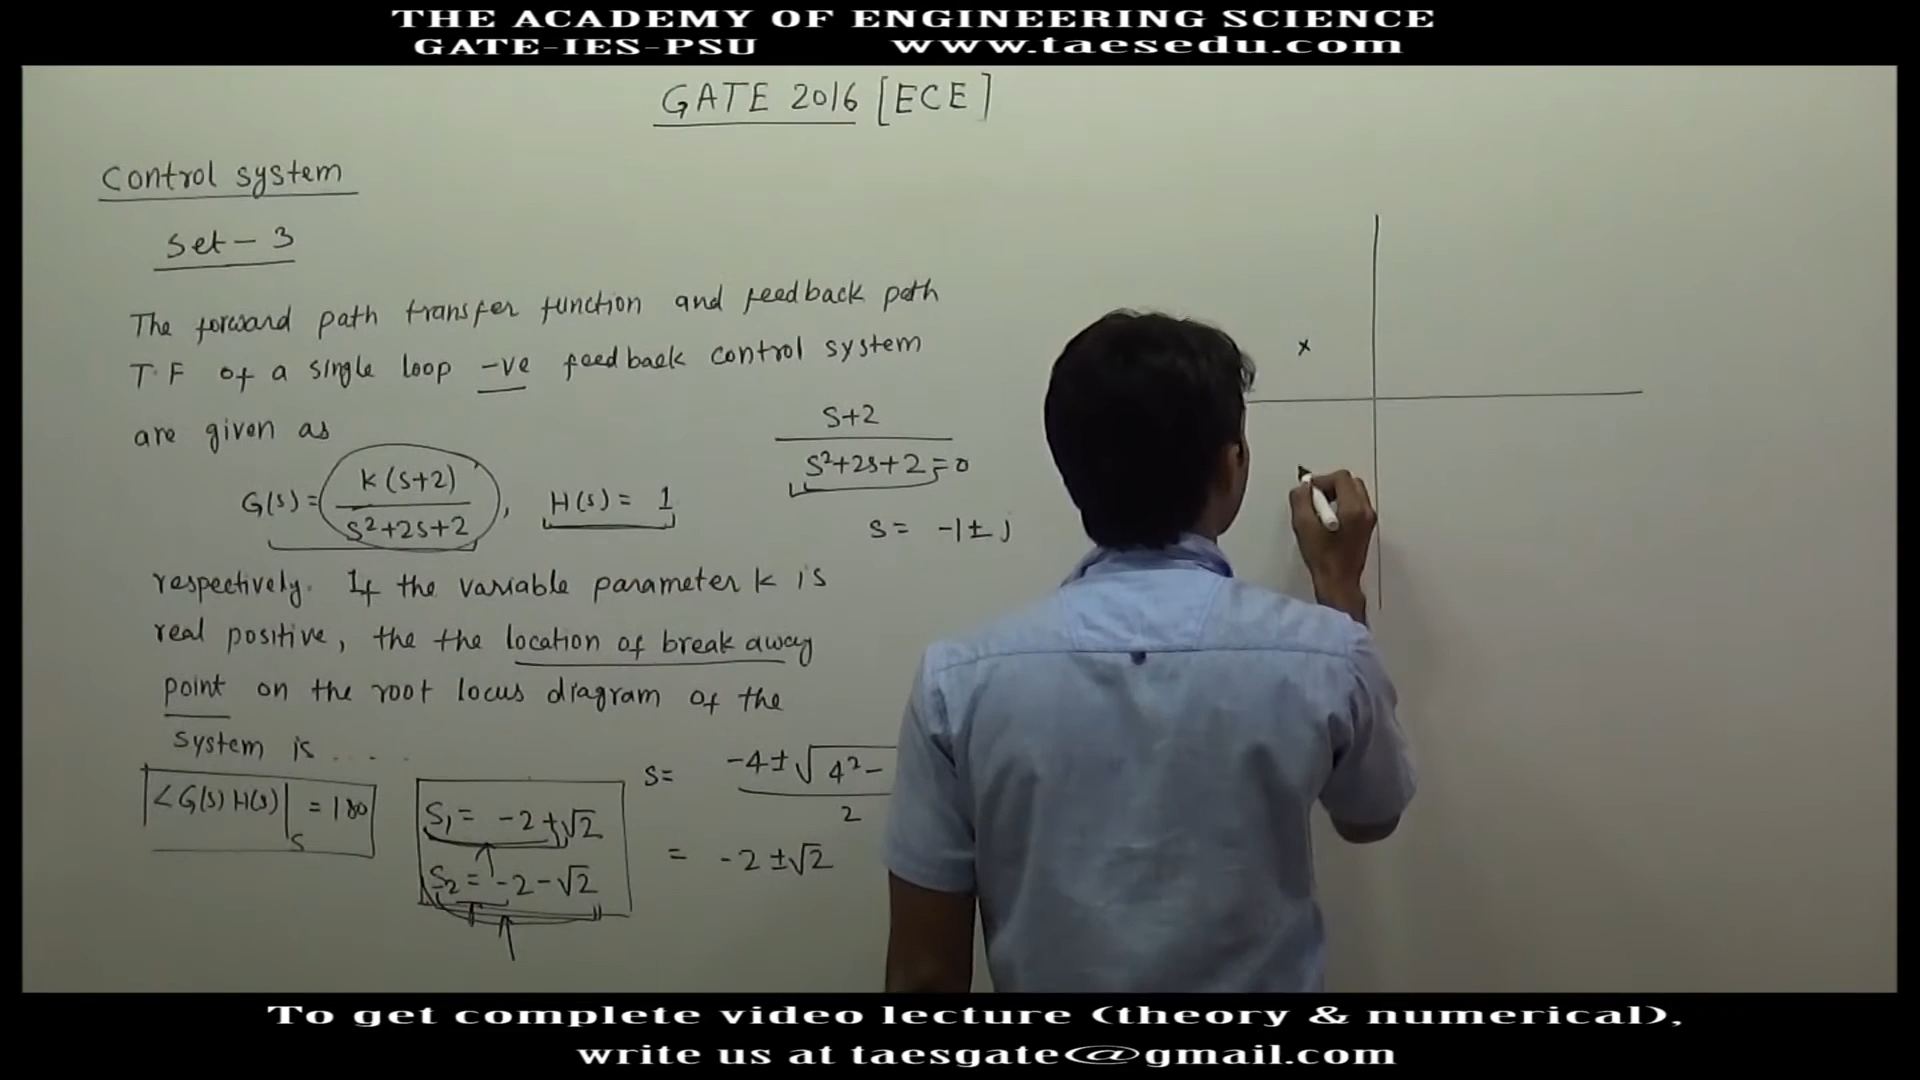 THE ACADEMY OF ENGINEERING SCIENCE
GATE-IES-PSU www.taesedu.com
GATE 2016 [ECE]
Control system
Set - 3
The forward path transfer function and feedback path
T.F of a single loop -ve feedback control system
are given as
G(s) = K(s+2) / s²+2s+2 , H(s) = 1
respectively. If the variable parameter K is
real positive, the the location of break away
point on the root locus diagram of the
system is ....
∠G(s)H(s)|s = 180
S₁ = -2+√2
S₂ = -2-√2
s+2
s²+2s+2=0
s = -1±j
s= -4±√4²- / 2
= -2±√2
x
To get complete video lecture (theory & numerical),
write us at taesgate@gmail.com